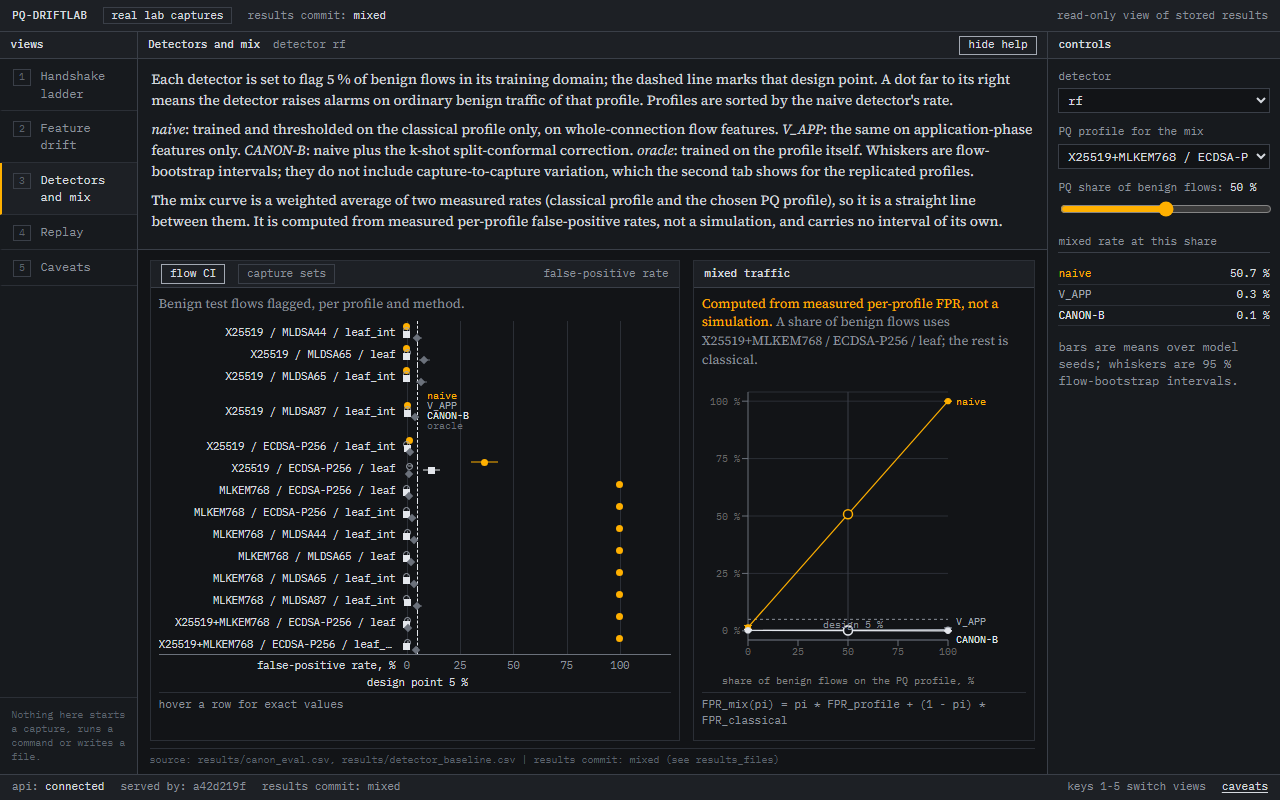 PQ-DRIFTLAB real lab captures results commit: mixed read-only view of stored results
views
1 Handshake
ladder
2 Feature
drift
3 Detectors
and mix
4 Replay
5 Caveats
Nothing here starts
a capture, runs a
command or writes a
file.
Detectors and mix detector rf hide help
Each detector is set to flag 5 % of benign flows in its training domain; the dashed line marks that design point. A dot far to its right
means the detector raises alarms on ordinary benign traffic of that profile. Profiles are sorted by the naive detector's rate.
naive: trained and thresholded on the classical profile only, on whole-connection flow features. V_APP: the same on application-phase
features only. CANON-B: naive plus the k-shot split-conformal correction. oracle: trained on the profile itself. Whiskers are flow-
bootstrap intervals; they do not include capture-to-capture variation, which the second tab shows for the replicated profiles.
The mix curve is a weighted average of two measured rates (classical profile and the chosen PQ profile), so it is a straight line
between them. It is computed from measured per-profile false-positive rates, not a simulation, and carries no interval of its own.
flow CI capture sets false-positive rate
Benign test flows flagged, per profile and method.
X25519 / MLDSA44 / leaf_int
X25519 / MLDSA65 / leaf
X25519 / MLDSA65 / leaf_int
X25519 / MLDSA87 / leaf_int
naive
V_APP
CANON-B
oracle
X25519 / ECDSA-P256 / leaf_int
X25519 / ECDSA-P256 / leaf
MLKEM768 / ECDSA-P256 / leaf
MLKEM768 / ECDSA-P256 / leaf_int
MLKEM768 / MLDSA44 / leaf_int
MLKEM768 / MLDSA65 / leaf
MLKEM768 / MLDSA65 / leaf_int
MLKEM768 / MLDSA87 / leaf_int
X25519+MLKEM768 / ECDSA-P256 / leaf
X25519+MLKEM768 / ECDSA-P256 / leaf_…
false-positive rate, % 0 25 50 75 100
design point 5 %
hover a row for exact values
mixed traffic
Computed from measured per-profile FPR, not a
simulation. A share of benign flows uses
X25519+MLKEM768 / ECDSA-P256 / leaf; the rest is
classical.
100 %
75 %
50 %
25 %
0 %
naive
design 5 %
V_APP
CANON-B
0 25 50 75 100
share of benign flows on the PQ profile, %
FPR_mix(pi) = pi * FPR_profile + (1 - pi) *
FPR_classical
source: results/canon_eval.csv, results/detector_baseline.csv | results commit: mixed (see results_files)
controls
detector
rf
PQ profile for the mix
X25519+MLKEM768 / ECDSA-P
PQ share of benign flows: 50 %
mixed rate at this share
naive 50.7 %
V_APP 0.3 %
CANON-B 0.1 %
bars are means over model
seeds; whiskers are 95 %
flow-bootstrap intervals.
api: connected served by: a42d219f results commit: mixed keys 1-5 switch views caveats